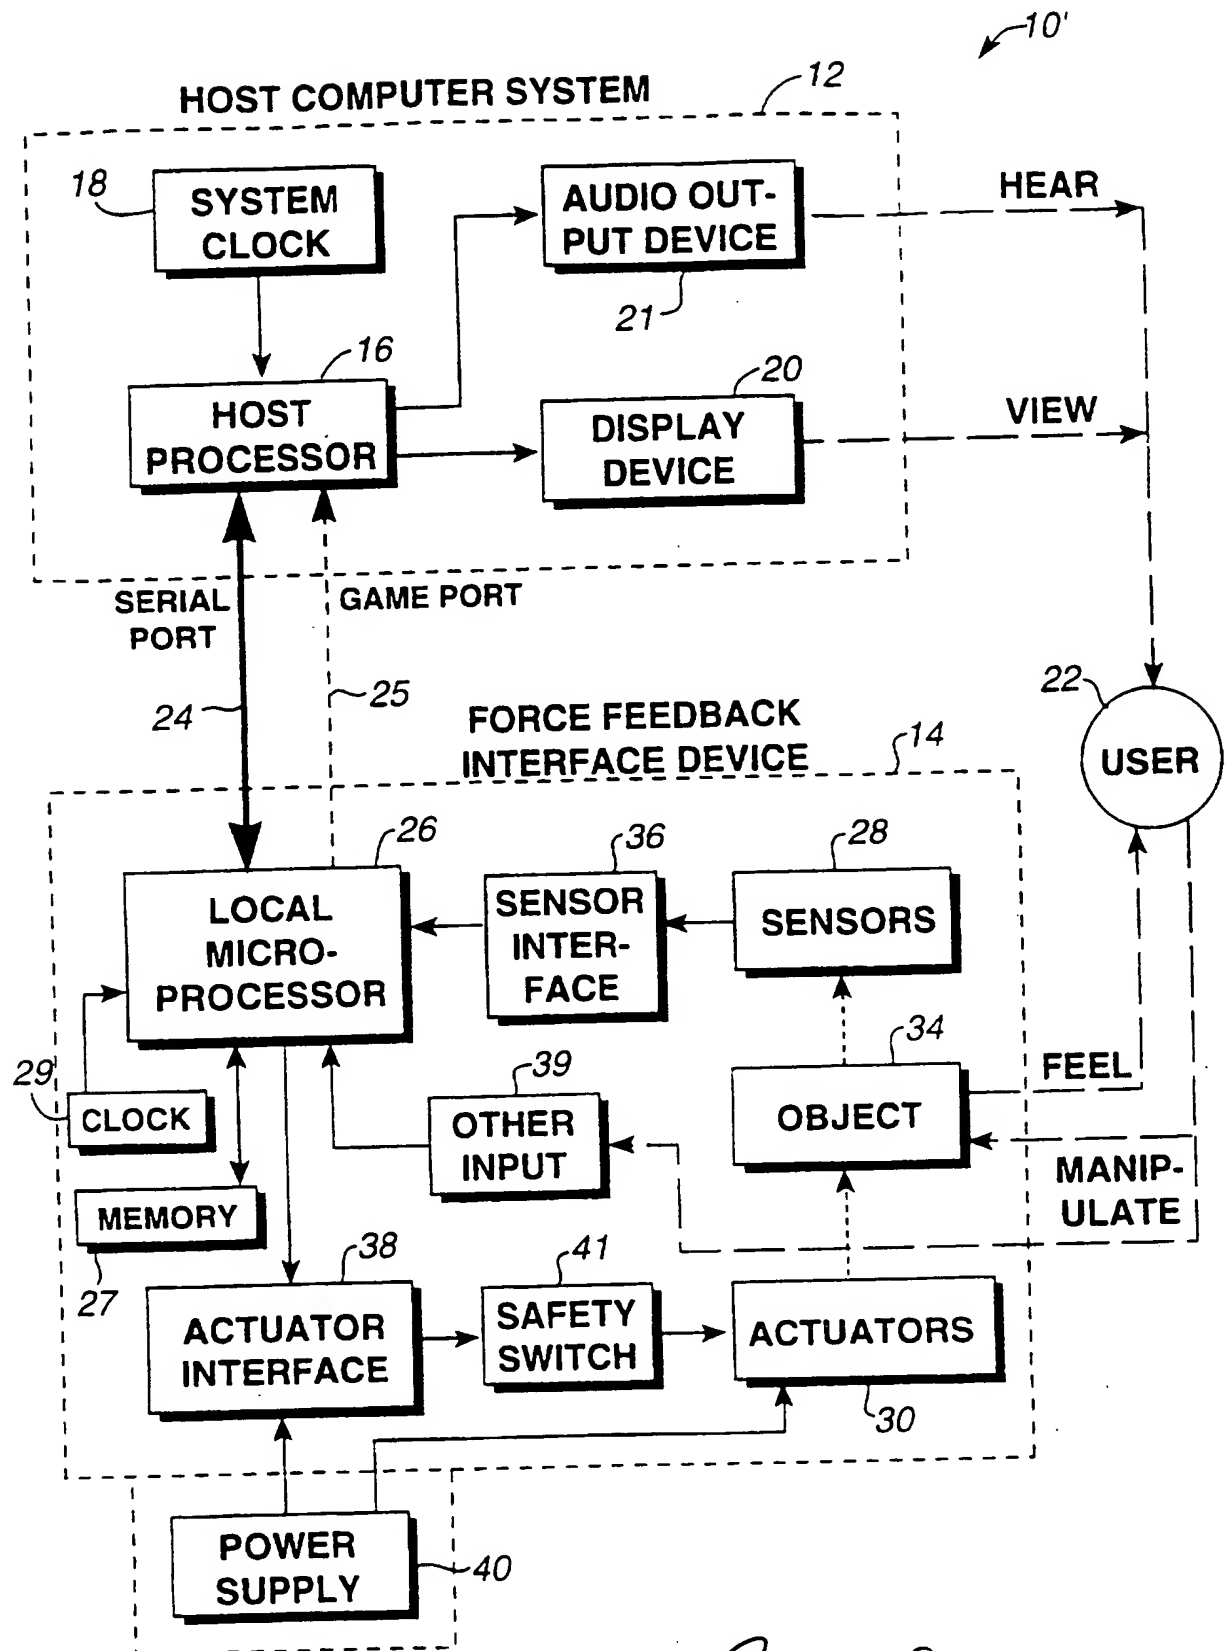 10'
HOST COMPUTER SYSTEM
12
18
SYSTEM
CLOCK
AUDIO OUT-
PUT DEVICE
21
HEAR
16
HOST
PROCESSOR
20
DISPLAY
DEVICE
VIEW
SERIAL
PORT
GAME PORT
24
25
FORCE FEEDBACK
INTERFACE DEVICE
14
22
USER
26
LOCAL
MICRO-
PROCESSOR
36
SENSOR
INTER-
FACE
28
SENSORS
29
CLOCK
39
OTHER
INPUT
34
OBJECT
FEEL
MANIP-
ULATE
MEMORY
27
38
ACTUATOR
INTERFACE
41
SAFETY
SWITCH
ACTUATORS
30
POWER
SUPPLY
40